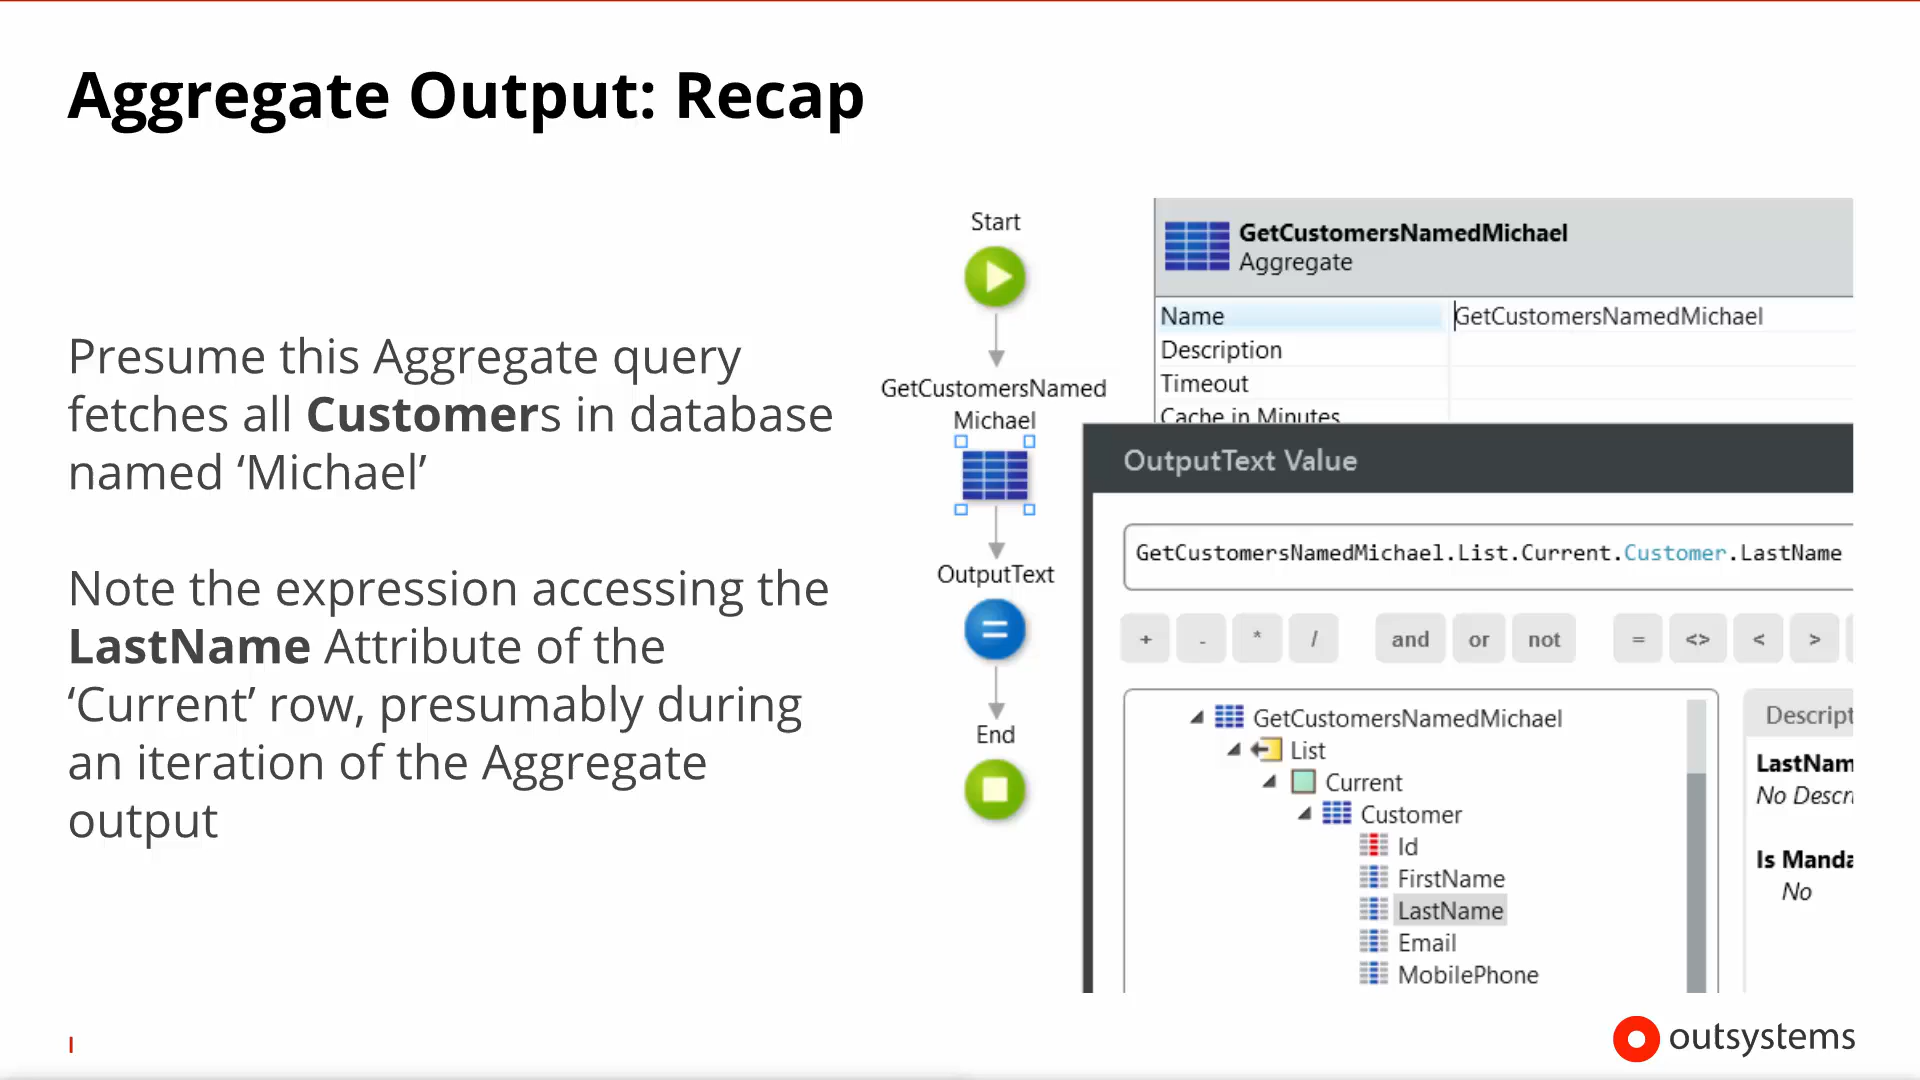 Aggregate Output: Recap
Presume this Aggregate query
fetches all Customers in database
named ‘Michael’
Note the expression accessing the
LastName Attribute of the
‘Current’ row, presumably during
an iteration of the Aggregate
output
Start
GetCustomersNamed
Michael
OutputText
End
GetCustomersNamedMichael
Aggregate
Name GetCustomersNamedMichael
Description
Timeout
Cache in Minutes
OutputText Value
GetCustomersNamedMichael.List.Current.Customer.LastName
+ - * / and or not = <> < >
GetCustomersNamedMichael
List
Current
Customer
Id
FirstName
LastName
Email
MobilePhone
Descript
LastNam
No Descr
Is Manda
No
outsystems